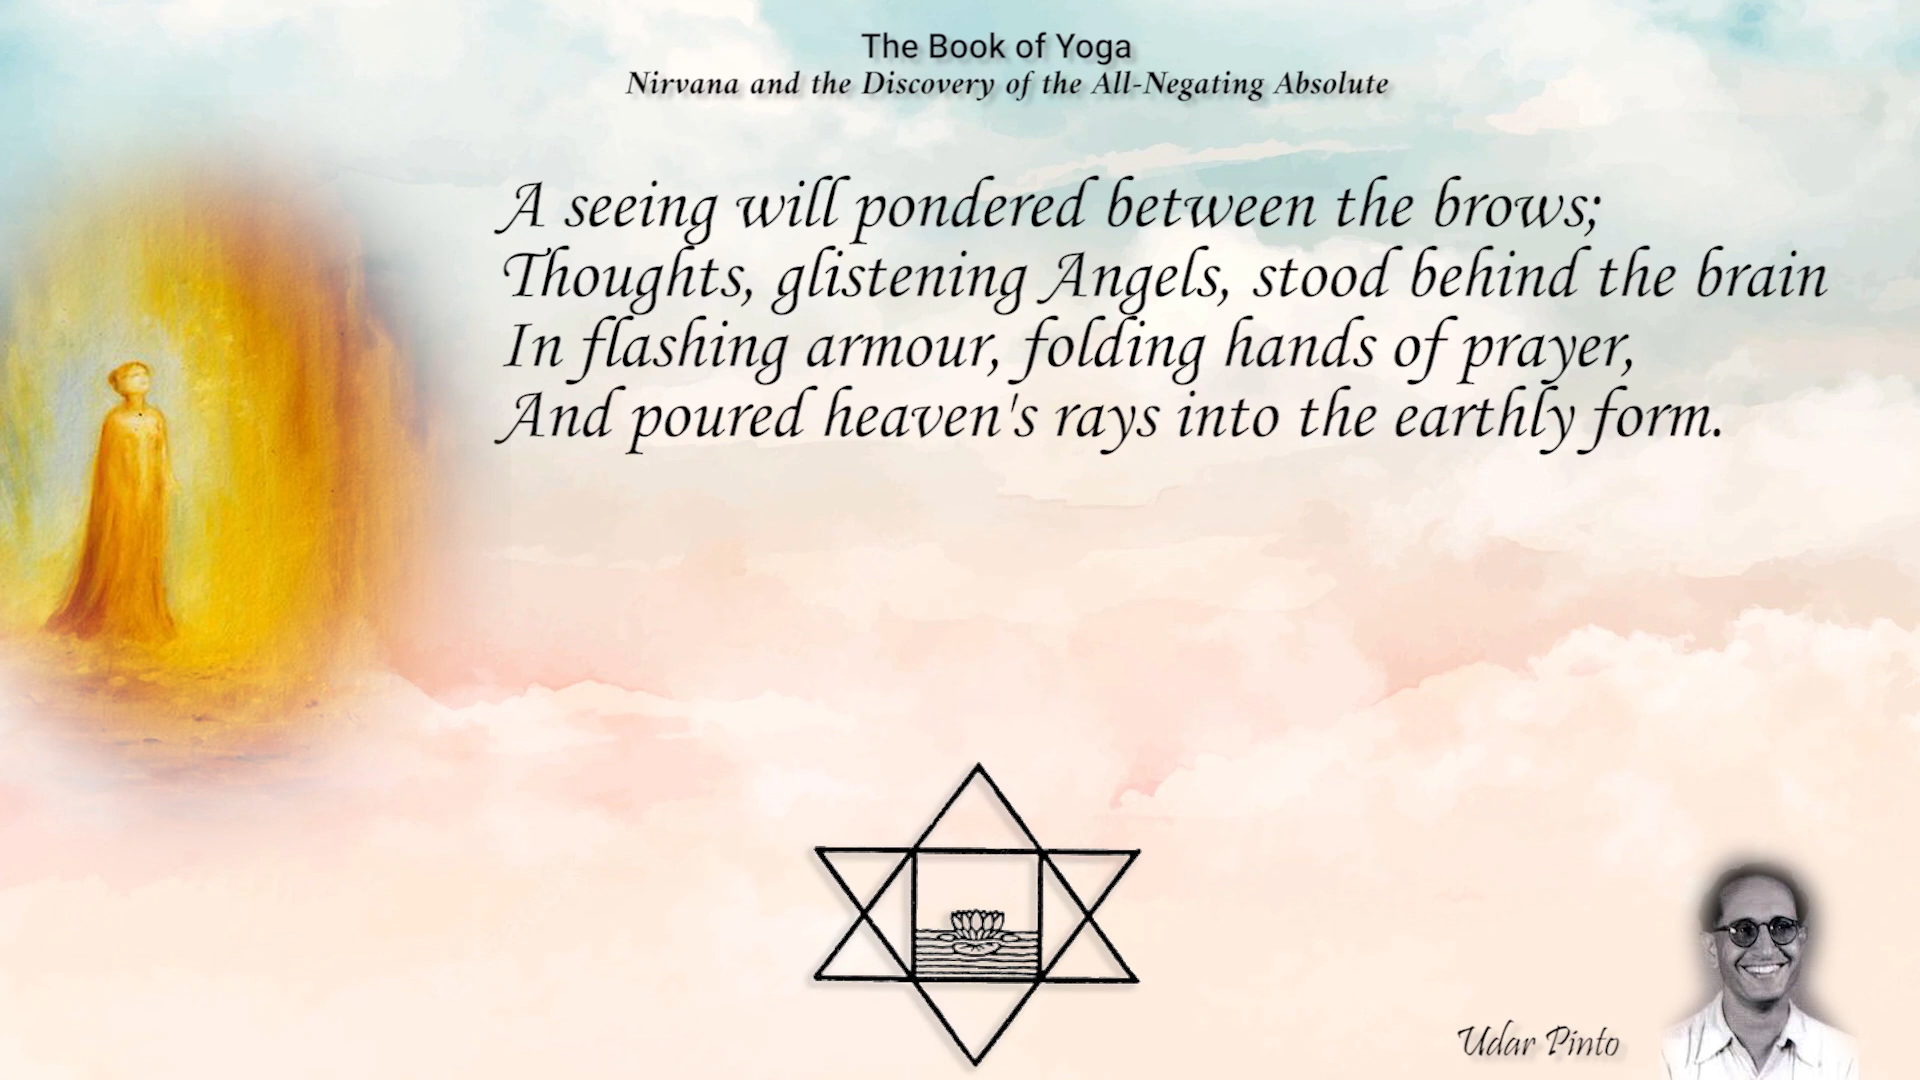 The Book of Yoga
Nirvana and the Discovery of the All-Negating Absolute
A seeing will pondered between the brows;
Thoughts, glistening Angels, stood behind the brain
In flashing armour, folding hands of prayer,
And poured heaven's rays into the earthly form.
Udar Pinto